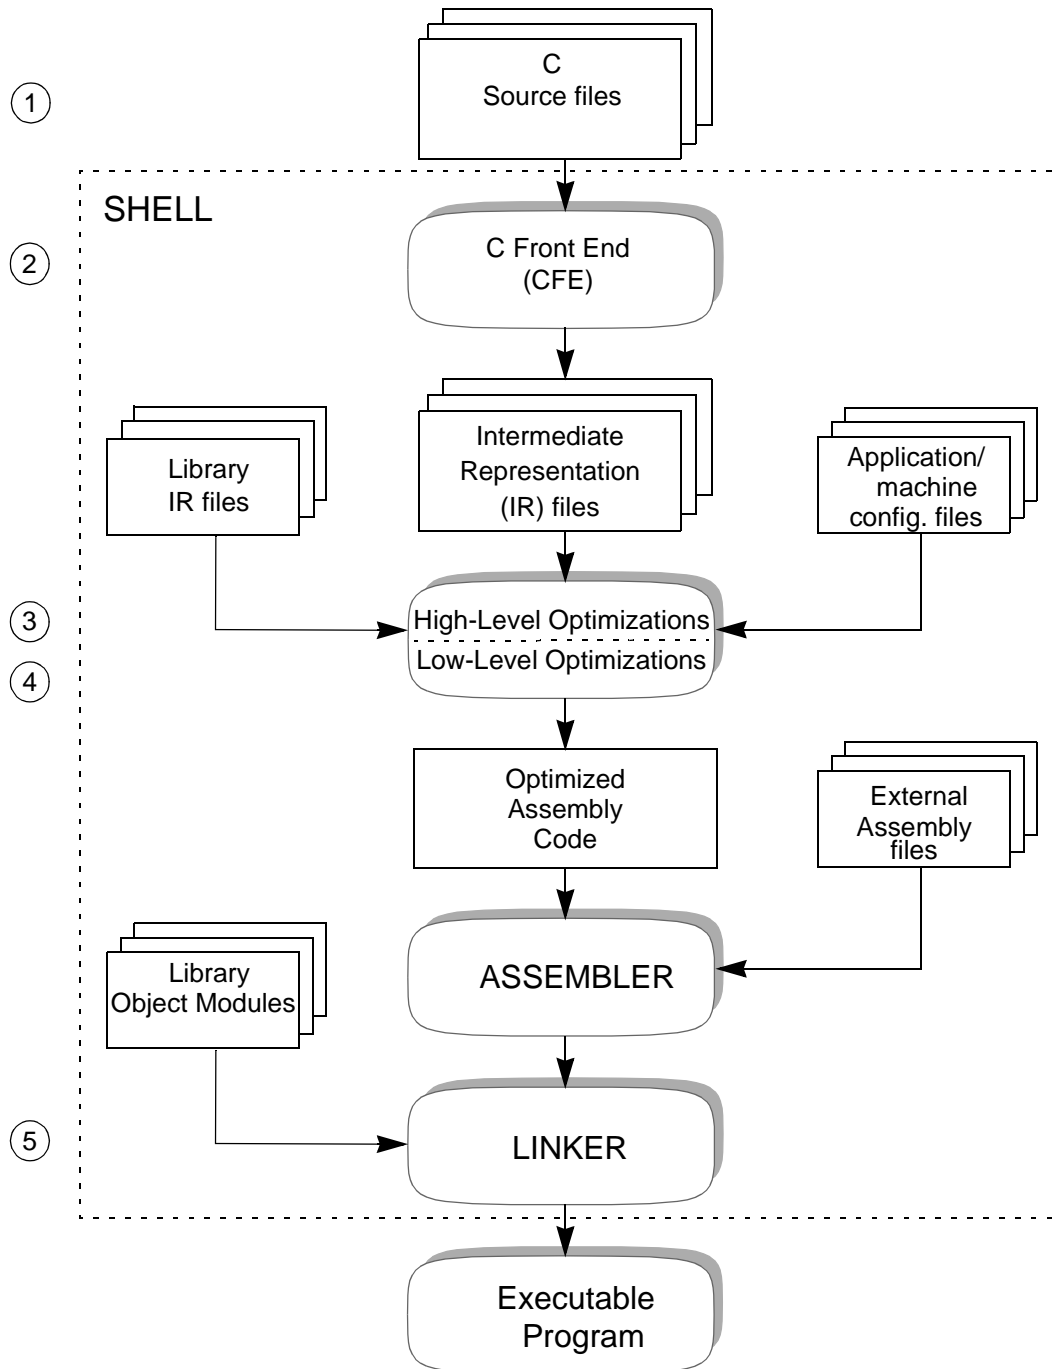 C
Source files
1
SHELL
2
C Front End
(CFE)
Library
IR files
Intermediate
Representation
(IR) files
Application/
machine
config. files
3
High-Level Optimizations
4
Low-Level Optimizations
Optimized
Assembly
Code
External
Assembly
files
Library
Object Modules
ASSEMBLER
5
LINKER
Executable
Program